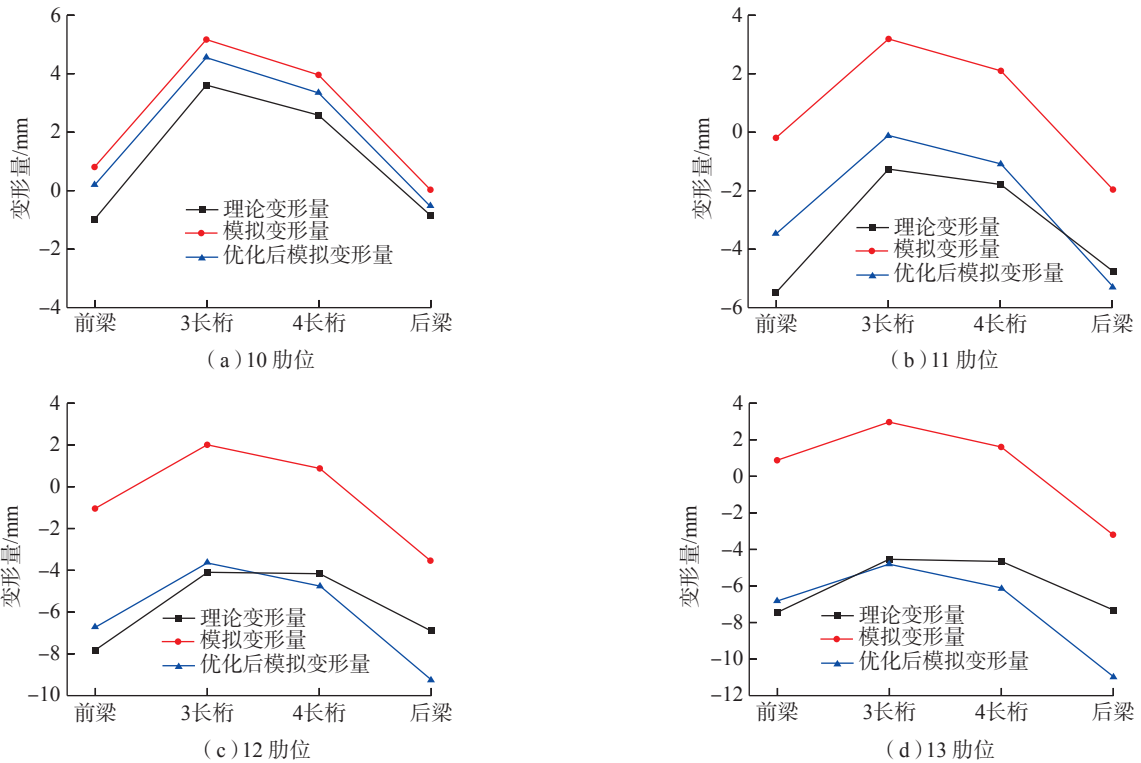 6
4
2
0
−2
−4
变形量/mm
理论变形量
模拟变形量
优化后模拟变形量
前梁 3长桁 4长桁 后梁
(a)10 肋位
4
2
0
−2
−4
−6
变形量/mm
理论变形量
模拟变形量
优化后模拟变形量
前梁 3长桁 4长桁 后梁
(b)11 肋位
4
2
0
−2
−4
−6
−8
−10
变形量/mm
理论变形量
模拟变形量
优化后模拟变形量
前梁 3长桁 4长桁 后梁
(c)12 肋位
4
2
0
−2
−4
−6
−8
−10
−12
变形量/mm
理论变形量
模拟变形量
优化后模拟变形量
前梁 3长桁 4长桁 后梁
(d)13 肋位